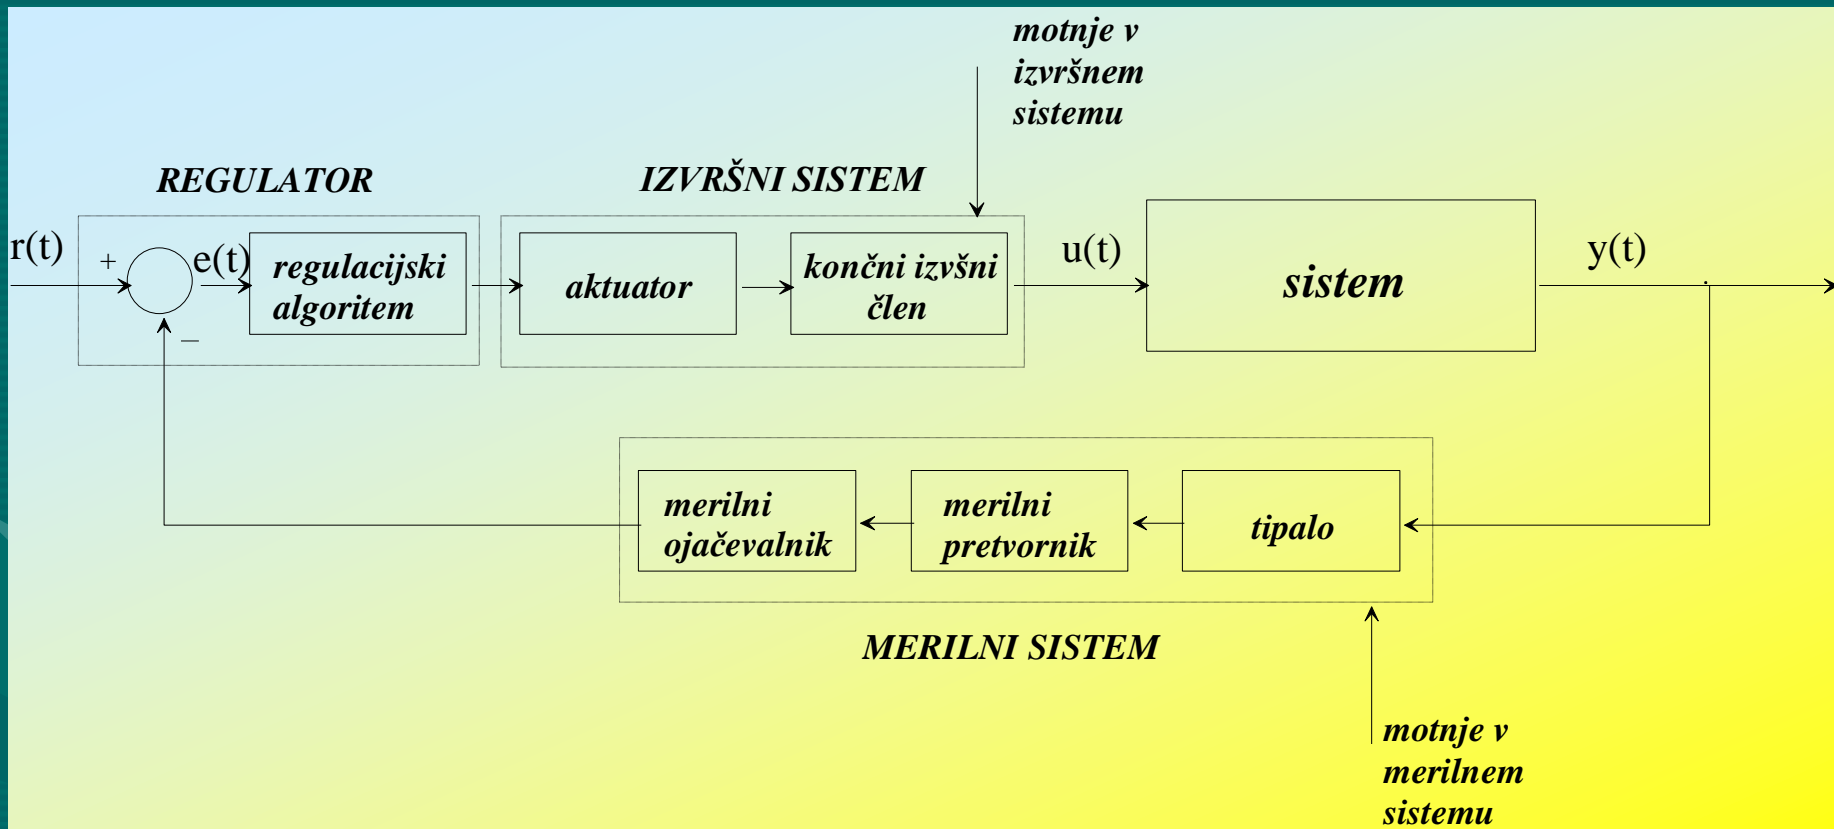 motnje v
izvršnem
sistemu
REGULATOR
IZVRŠNI SISTEM
r(t)
+
e(t)
regulacijski
algoritem
aktuator
končni izvšni
člen
u(t)
sistem
y(t)
–
merilni
ojačevalnik
merilni
pretvornik
tipalo
MERILNI SISTEM
motnje v
merilnem
sistemu